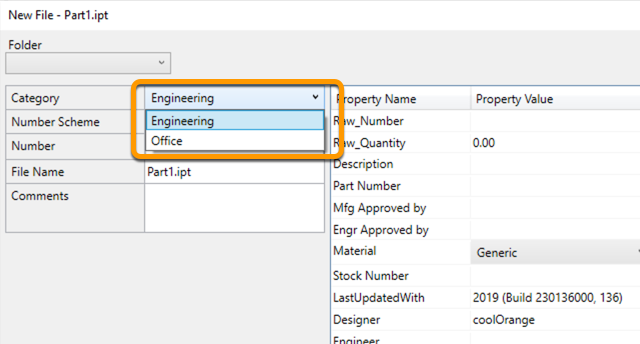 New File - Part1.ipt
Folder
Category
Engineering
Number Scheme
Engineering
Number
Office
File Name
Part1.ipt
Comments
Property Name Property Value
Raw_Number
Raw_Quantity 0.00
Description
Part Number
Mfg Approved by
Engr Approved by
Material Generic
Stock Number
LastUpdatedWith 2019 (Build 230136000, 136)
Designer coolOrange
Engineer